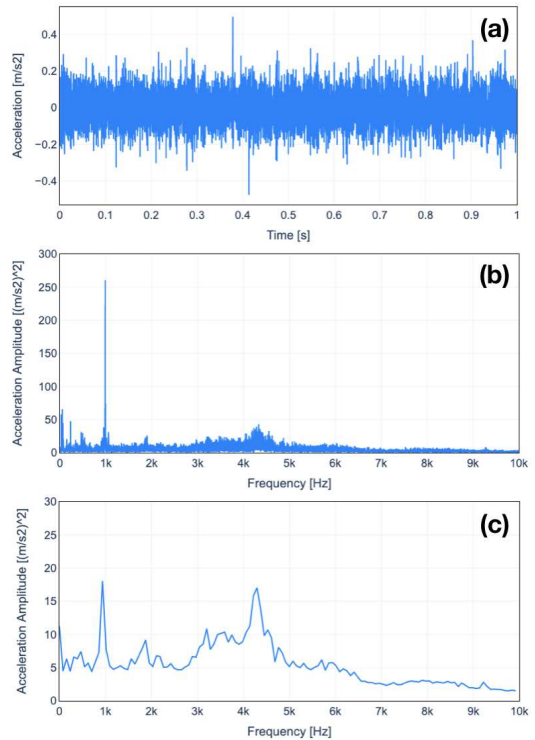 (a)
Acceleration [m/s2]
0.4
0.2
0
−0.2
−0.4
0 0.1 0.2 0.3 0.4 0.5 0.6 0.7 0.8 0.9 1
Time [s]
(b)
Acceleration Amplitude [(m/s2)^2]
300
250
200
150
100
50
0
0 1k 2k 3k 4k 5k 6k 7k 8k 9k 10k
Frequency [Hz]
(c)
Acceleration Amplitude [(m/s2)^2]
30
25
20
15
10
5
0
0 1k 2k 3k 4k 5k 6k 7k 8k 9k 10k
Frequency [Hz]